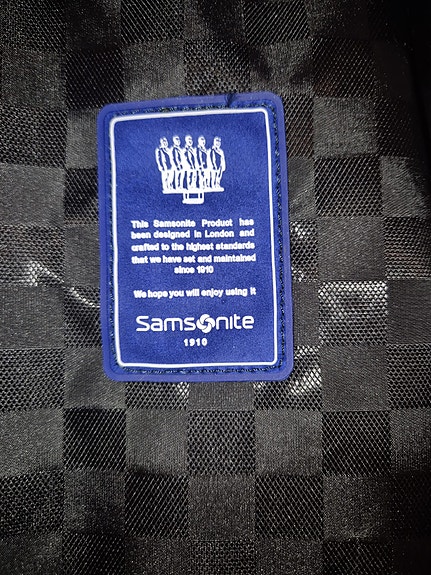 This Samsonite Product has
been designed in London and
crafted to the highest standards
that we have set and maintained
since 1910
We hope you will enjoy using it
Samsonite
1910